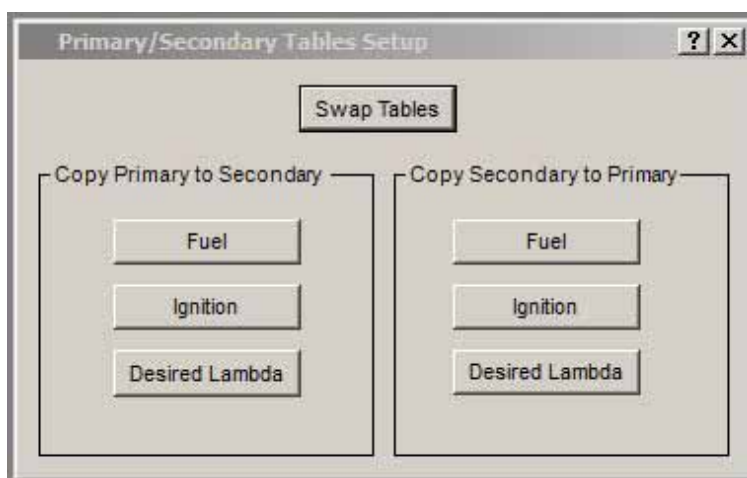 Primary/Secondary Tables Setup
Swap Tables
Copy Primary to Secondary
Fuel
Ignition
Desired Lambda
Copy Secondary to Primary
Fuel
Ignition
Desired Lambda